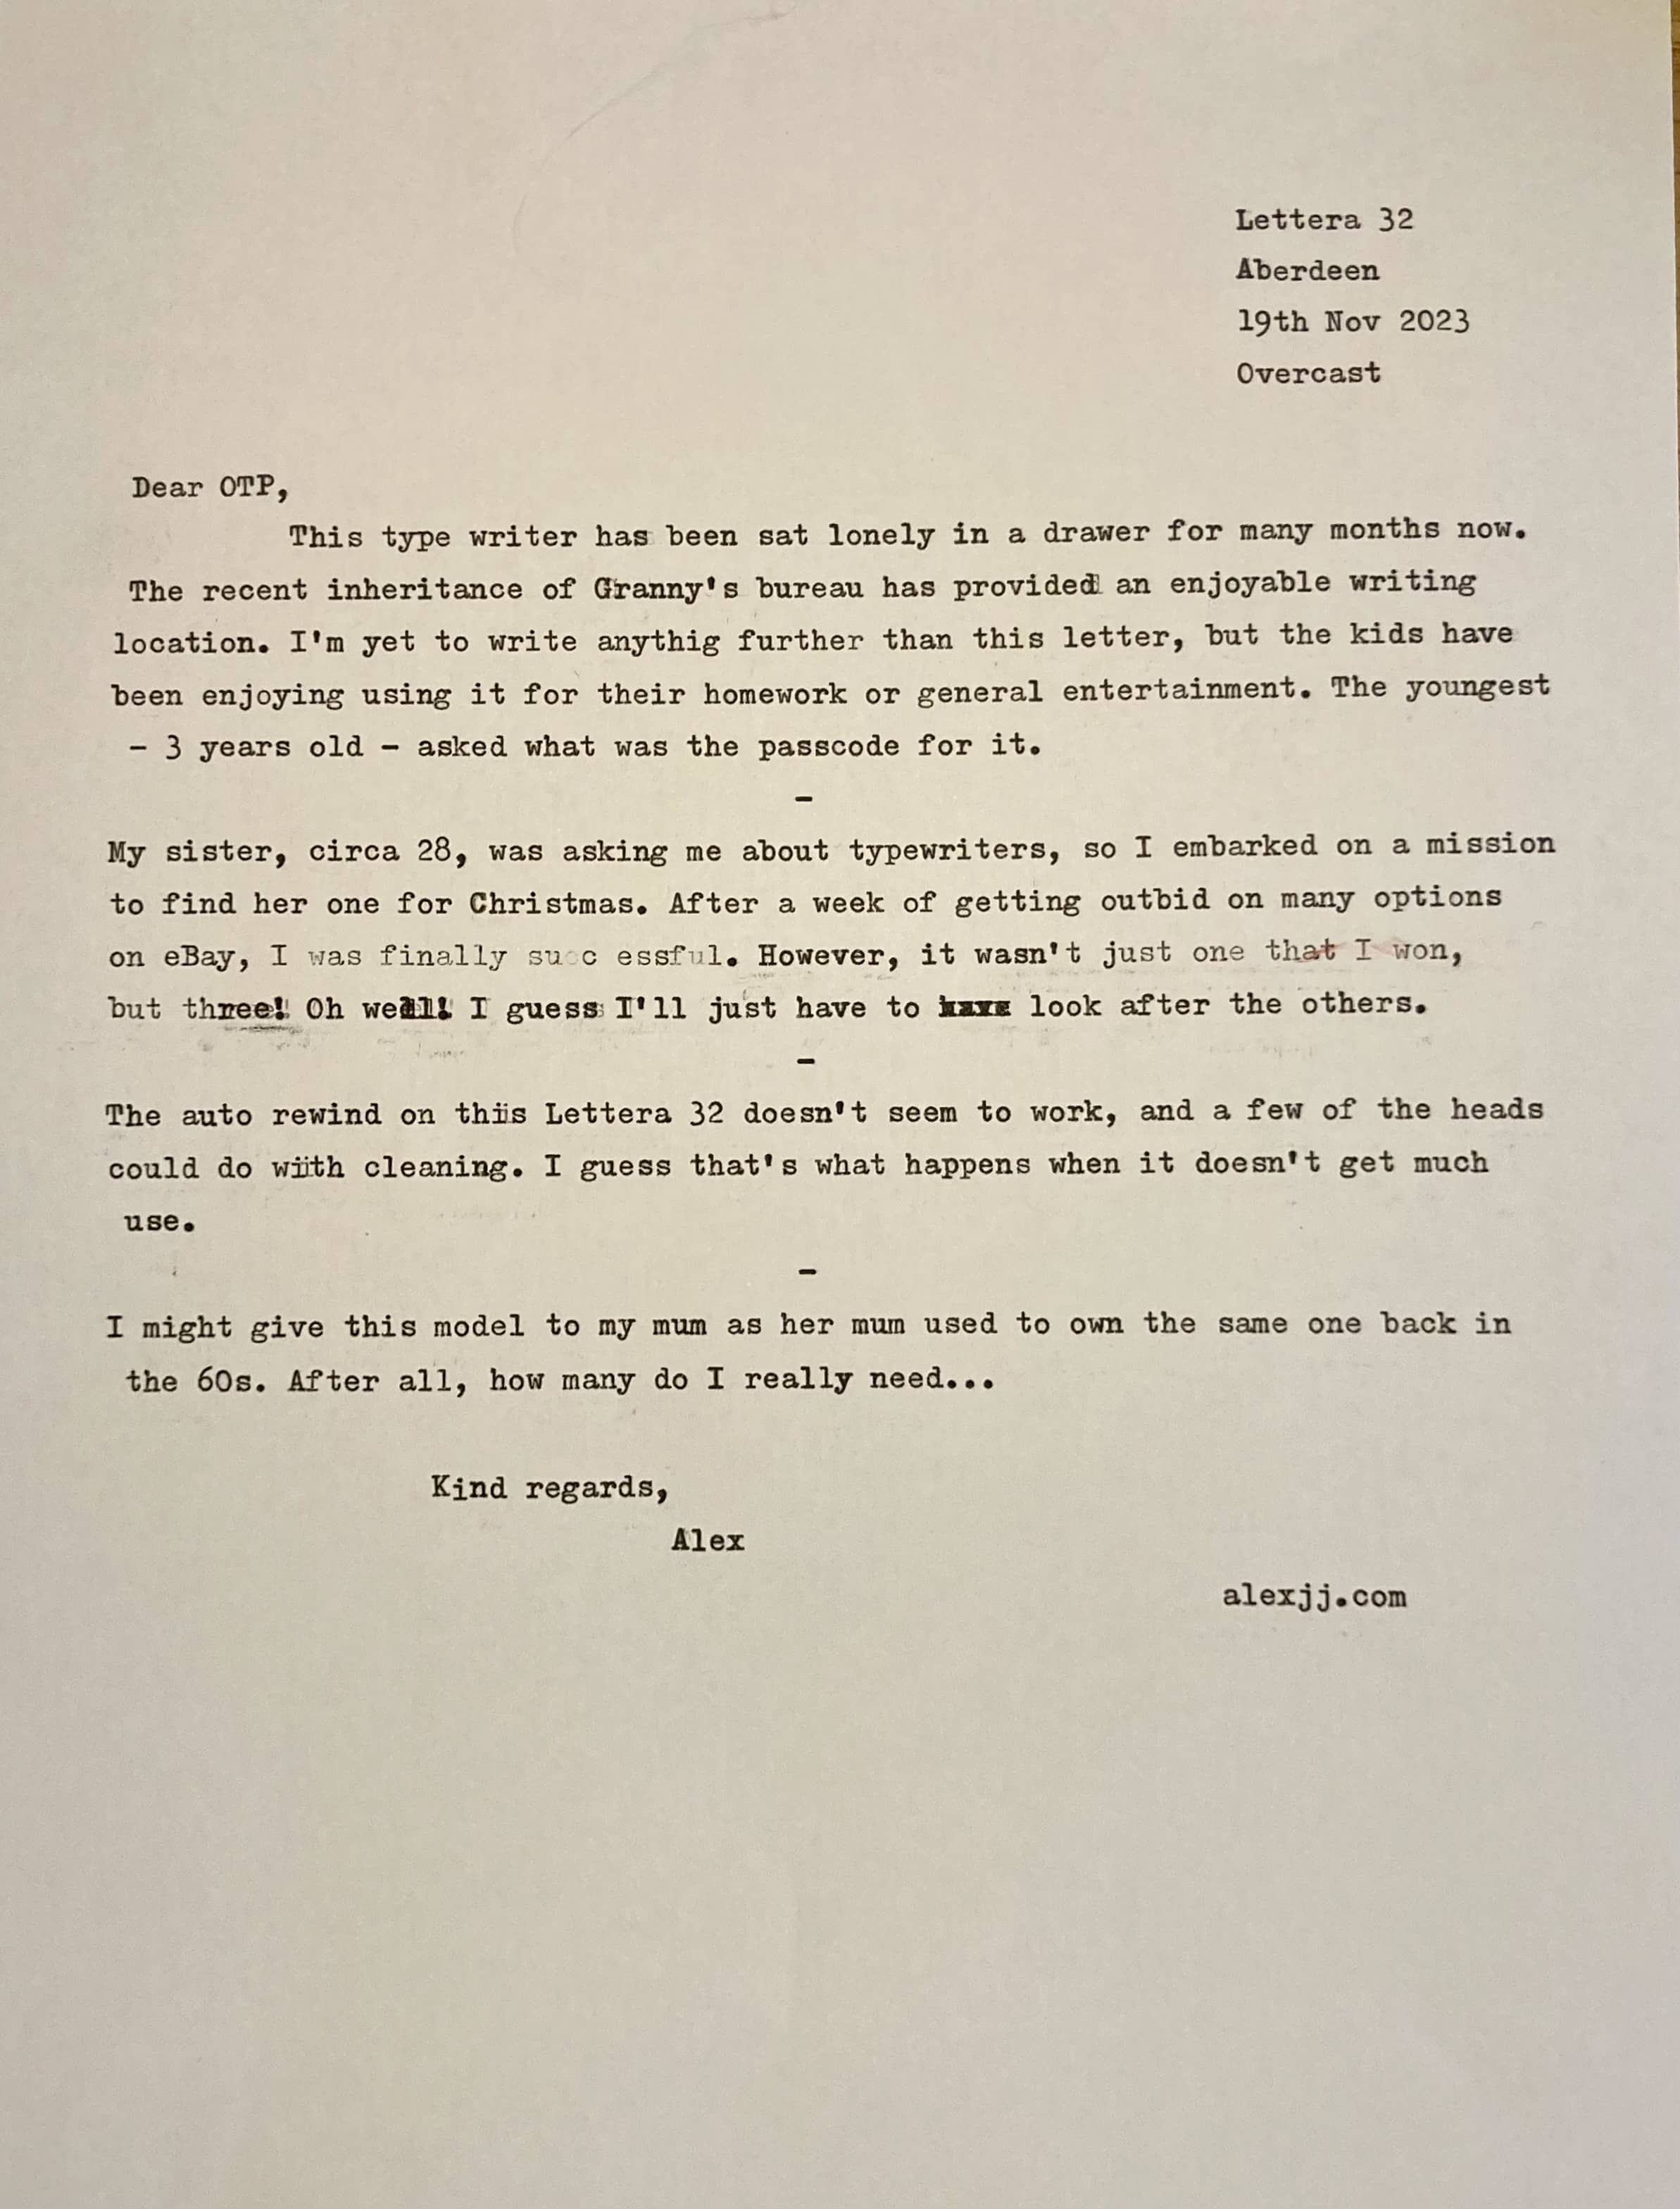 Lettera 32
Aberdeen
19th Nov 2023
Overcast
Dear OTP,
This type writer has been sat lonely in a drawer for many months now.
The recent inheritance of Granny's bureau has provided an enjoyable writing
location. I'm yet to write anythig further than this letter, but the kids have
been enjoying using it for their homework or general entertainment. The youngest
- 3 years old - asked what was the passcode for it.
-
My sister, circa 28, was asking me about typewriters, so I embarked on a mission
to find her one for Christmas. After a week of getting outbid on many options
on eBay, I was finally succ essful. However, it wasn't just one that I won,
but three! Oh well! I guess I'll just have to look after the others.
-
The auto rewind on this Lettera 32 doesn't seem to work, and a few of the heads
could do with cleaning. I guess that's what happens when it doesn't get much
use.
-
I might give this model to my mum as her mum used to own the same one back in
the 60s. After all, how many do I really need...
Kind regards,
Alex
alexjj.com